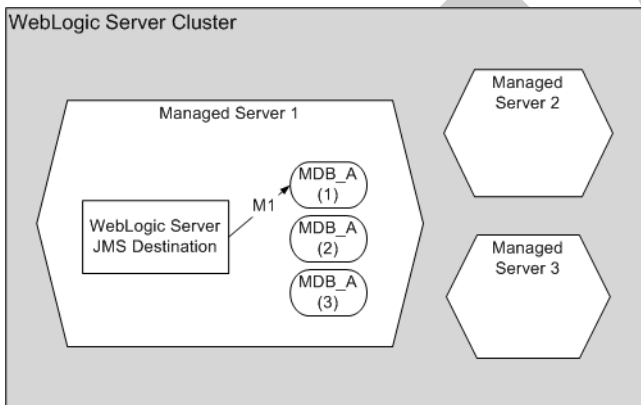 WebLogic Server Cluster
Managed Server 1
Managed
Server 2
MDB_A
(1)
M1
WebLogic Server
JMS Destination
MDB_A
(2)
MDB_A
(3)
Managed
Server 3